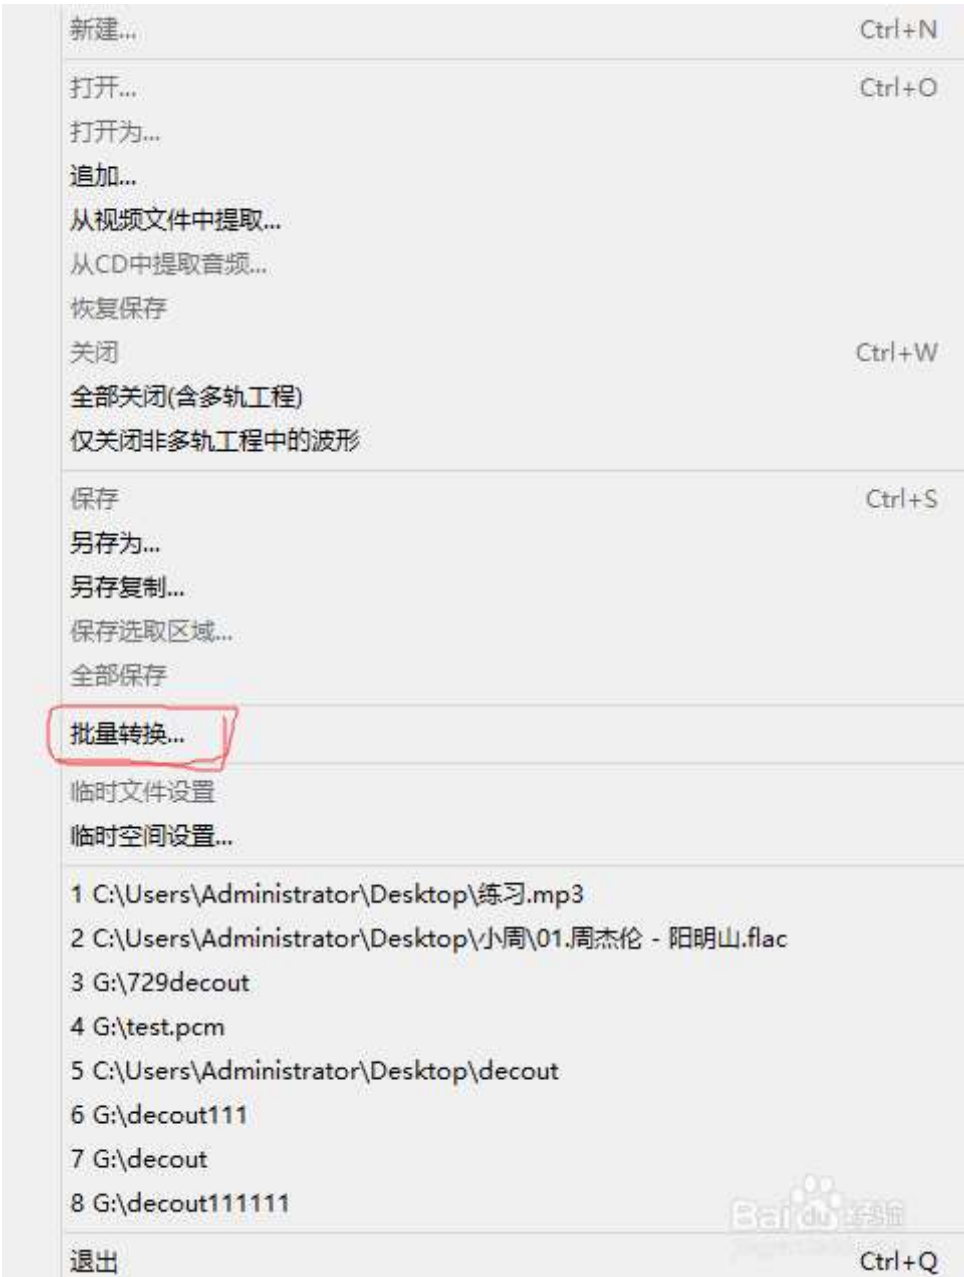 新建... Ctrl+N
打开... Ctrl+O
打开为...
追加...
从视频文件中提取...
从CD中提取音频...
恢复保存
关闭 Ctrl+W
全部关闭(含多轨工程)
仅关闭非多轨工程中的波形
保存 Ctrl+S
另存为...
另存复制...
保存选取区域...
全部保存
批量转换...
临时文件设置
临时空间设置...
1 C:\Users\Administrator\Desktop\练习.mp3
2 C:\Users\Administrator\Desktop\小周\01.周杰伦 - 阳明山.flac
3 G:\729decout
4 G:\test.pcm
5 C:\Users\Administrator\Desktop\decout
6 G:\decout111
7 G:\decout
8 G:\decout111111
Baidu 经验
退出 Ctrl+Q